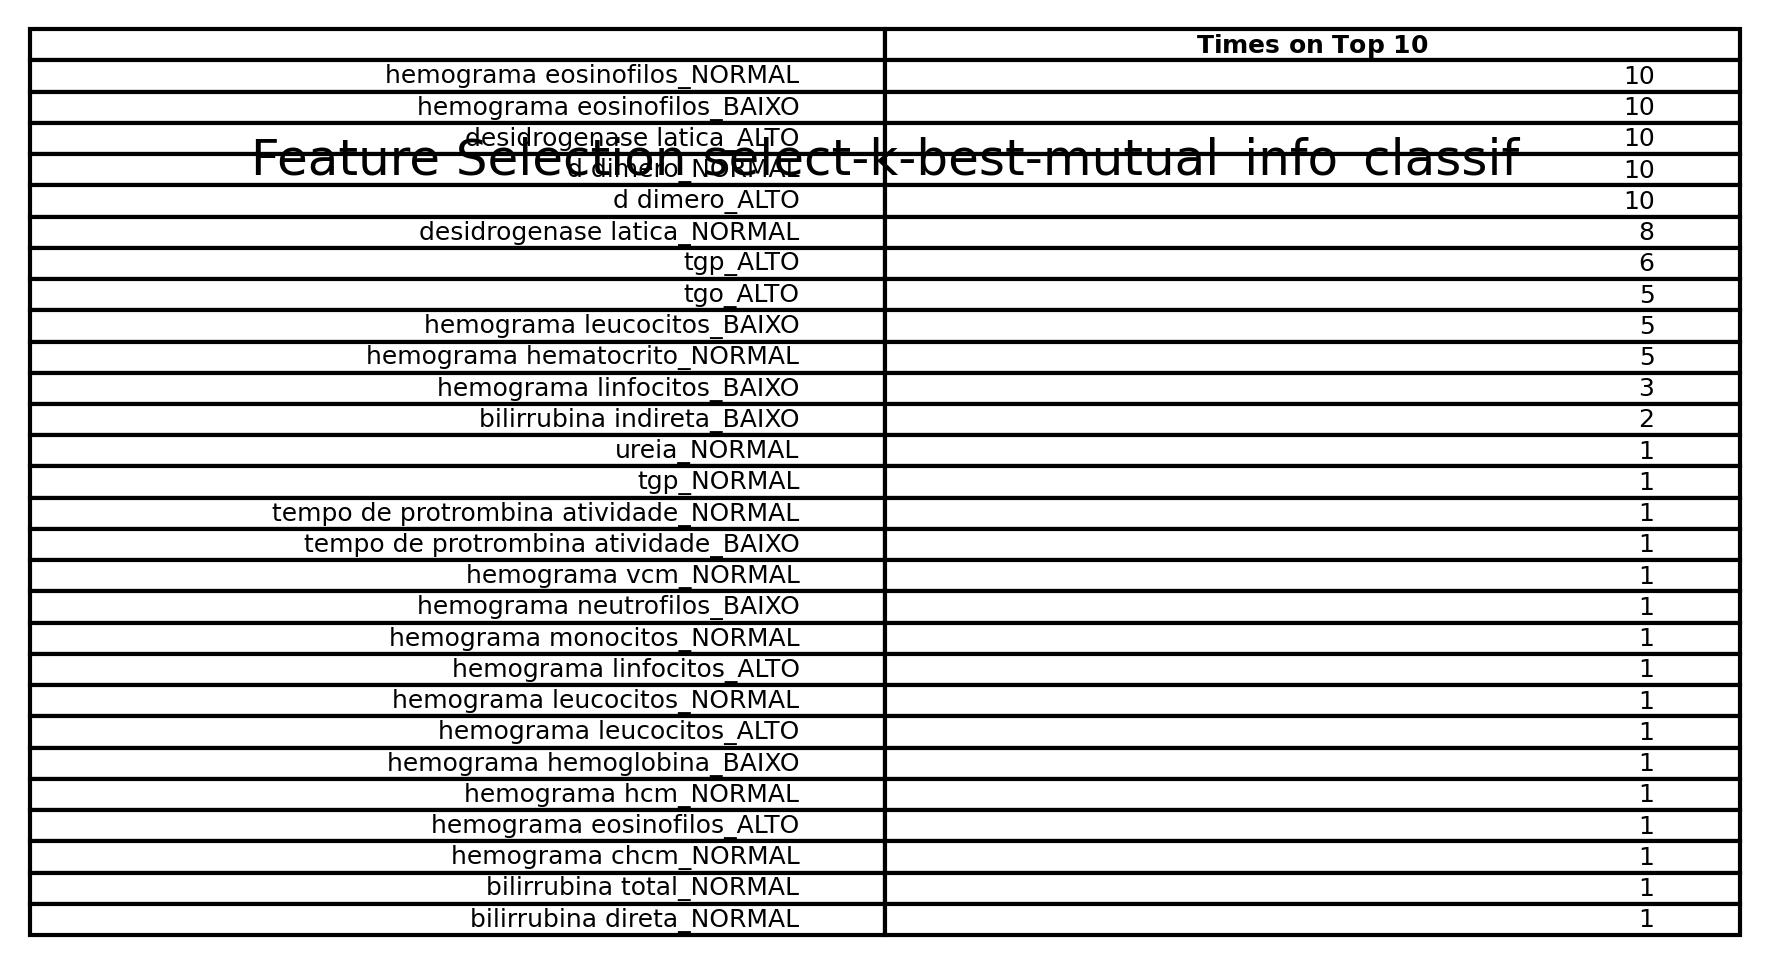 Times on Top 10
hemograma eosinofilos_NORMAL 10
hemograma eosinofilos_BAIXO 10
desidrogenase latica_ALTO 10
Feature Selection select-k-best-mutual_info_classif
d dimero_NORMAL 10
d dimero_ALTO 10
desidrogenase latica_NORMAL 8
tgp_ALTO 6
tgo_ALTO 5
hemograma leucocitos_BAIXO 5
hemograma hematocrito_NORMAL 5
hemograma linfocitos_BAIXO 3
bilirrubina indireta_BAIXO 2
ureia_NORMAL 1
tgp_NORMAL 1
tempo de protrombina atividade_NORMAL 1
tempo de protrombina atividade_BAIXO 1
hemograma vcm_NORMAL 1
hemograma neutrofilos_BAIXO 1
hemograma monocitos_NORMAL 1
hemograma linfocitos_ALTO 1
hemograma leucocitos_NORMAL 1
hemograma leucocitos_ALTO 1
hemograma hemoglobina_BAIXO 1
hemograma hcm_NORMAL 1
hemograma eosinofilos_ALTO 1
hemograma chcm_NORMAL 1
bilirrubina total_NORMAL 1
bilirrubina direta_NORMAL 1